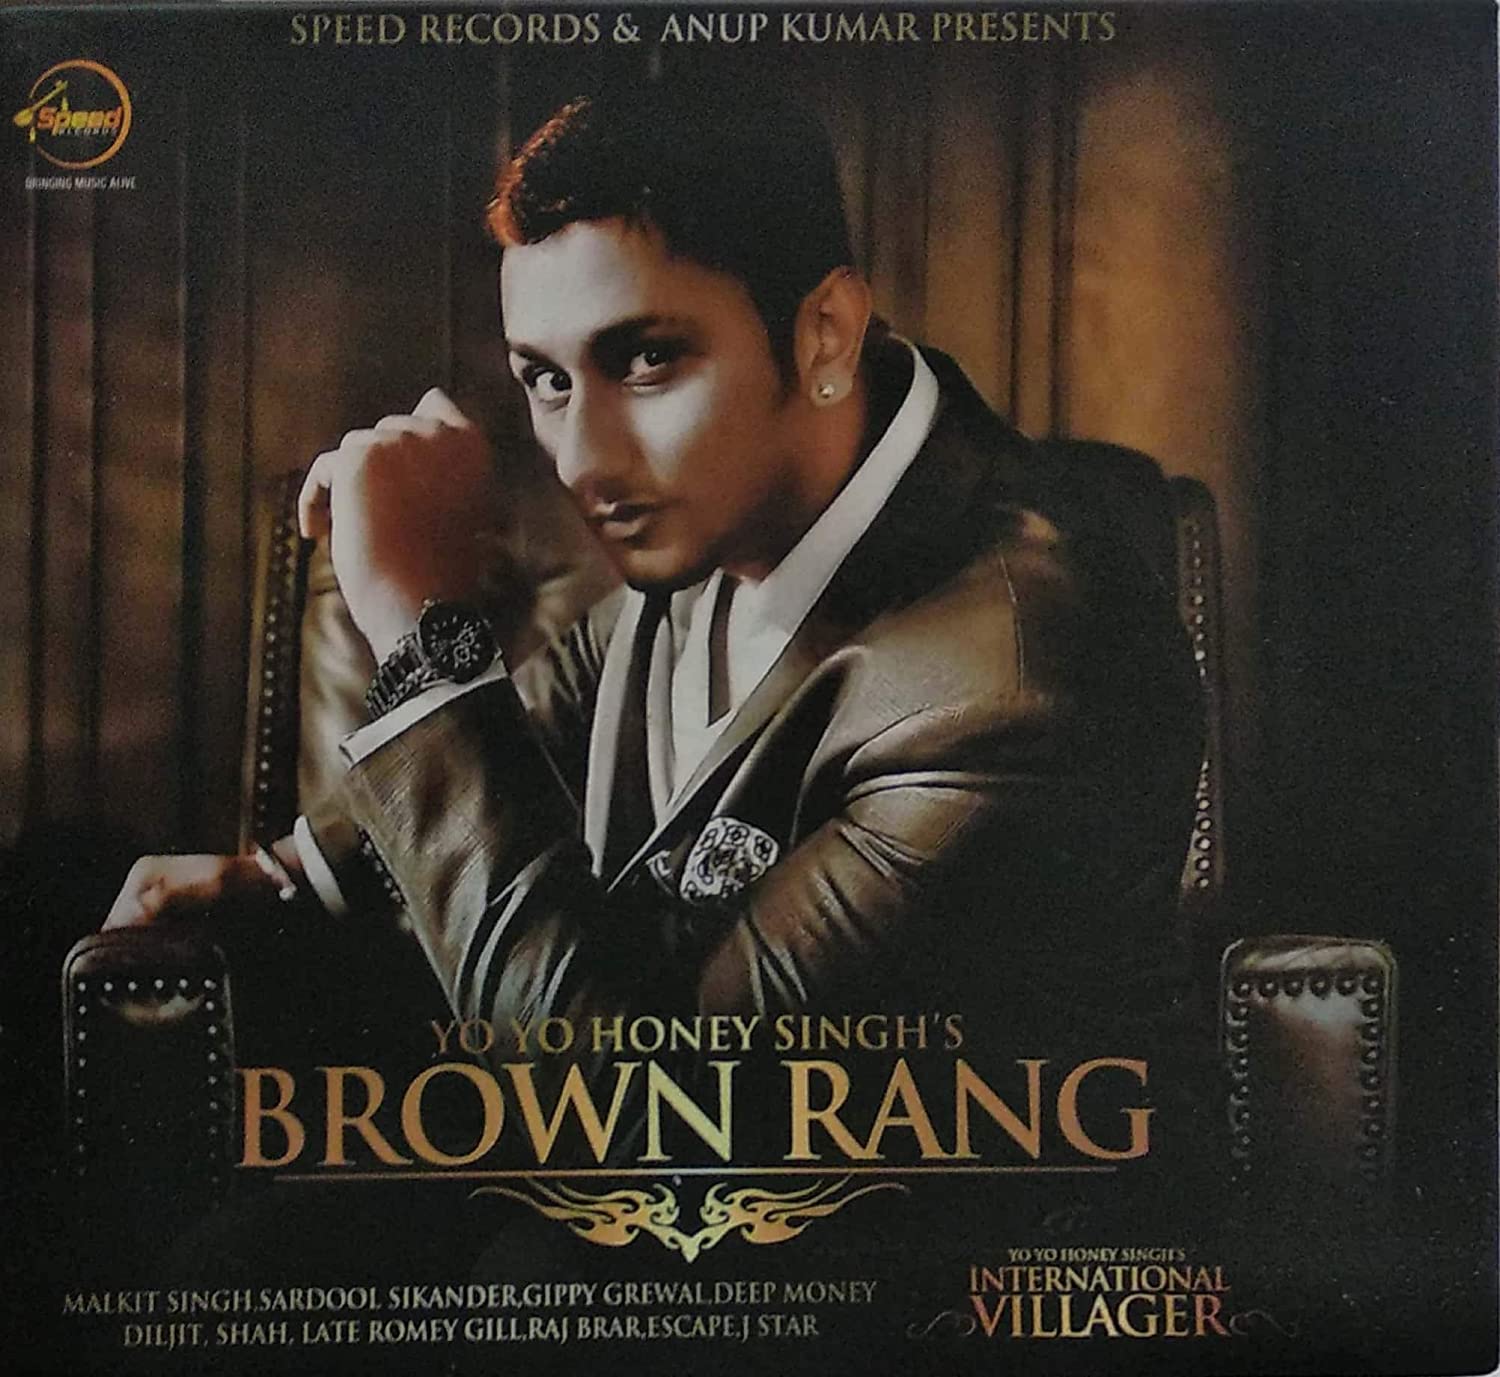 SPEED RECORDS & ANUP KUMAR PRESENTS
Speed
RECORDS
BRINGING MUSIC ALIVE
YO YO HONEY SINGH'S
BROWN RANG
MALKIT SINGH,SARDOOL SIKANDER,GIPPY GREWAL,DEEP MONEY
DILJIT, SHAH, LATE ROMEY GILL,RAJ BRAR,ESCAPE,J STAR
YO YO HONEY SINGH'S
INTERNATIONAL
VILLAGER